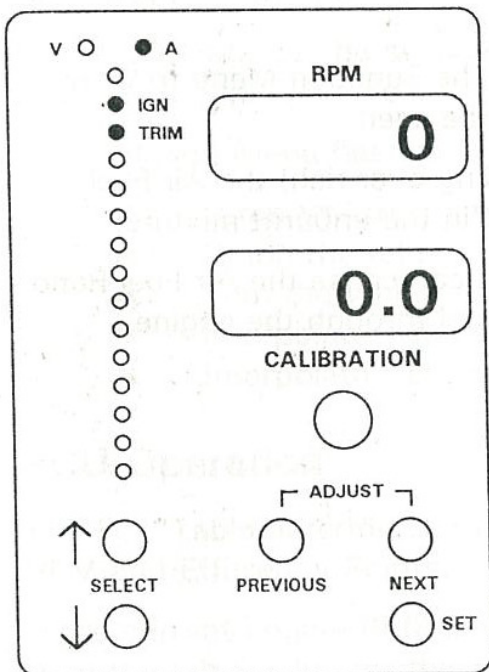 V A
RPM
IGN
TRIM
0
0.0
CALIBRATION
ADJUST
SELECT PREVIOUS NEXT
SET